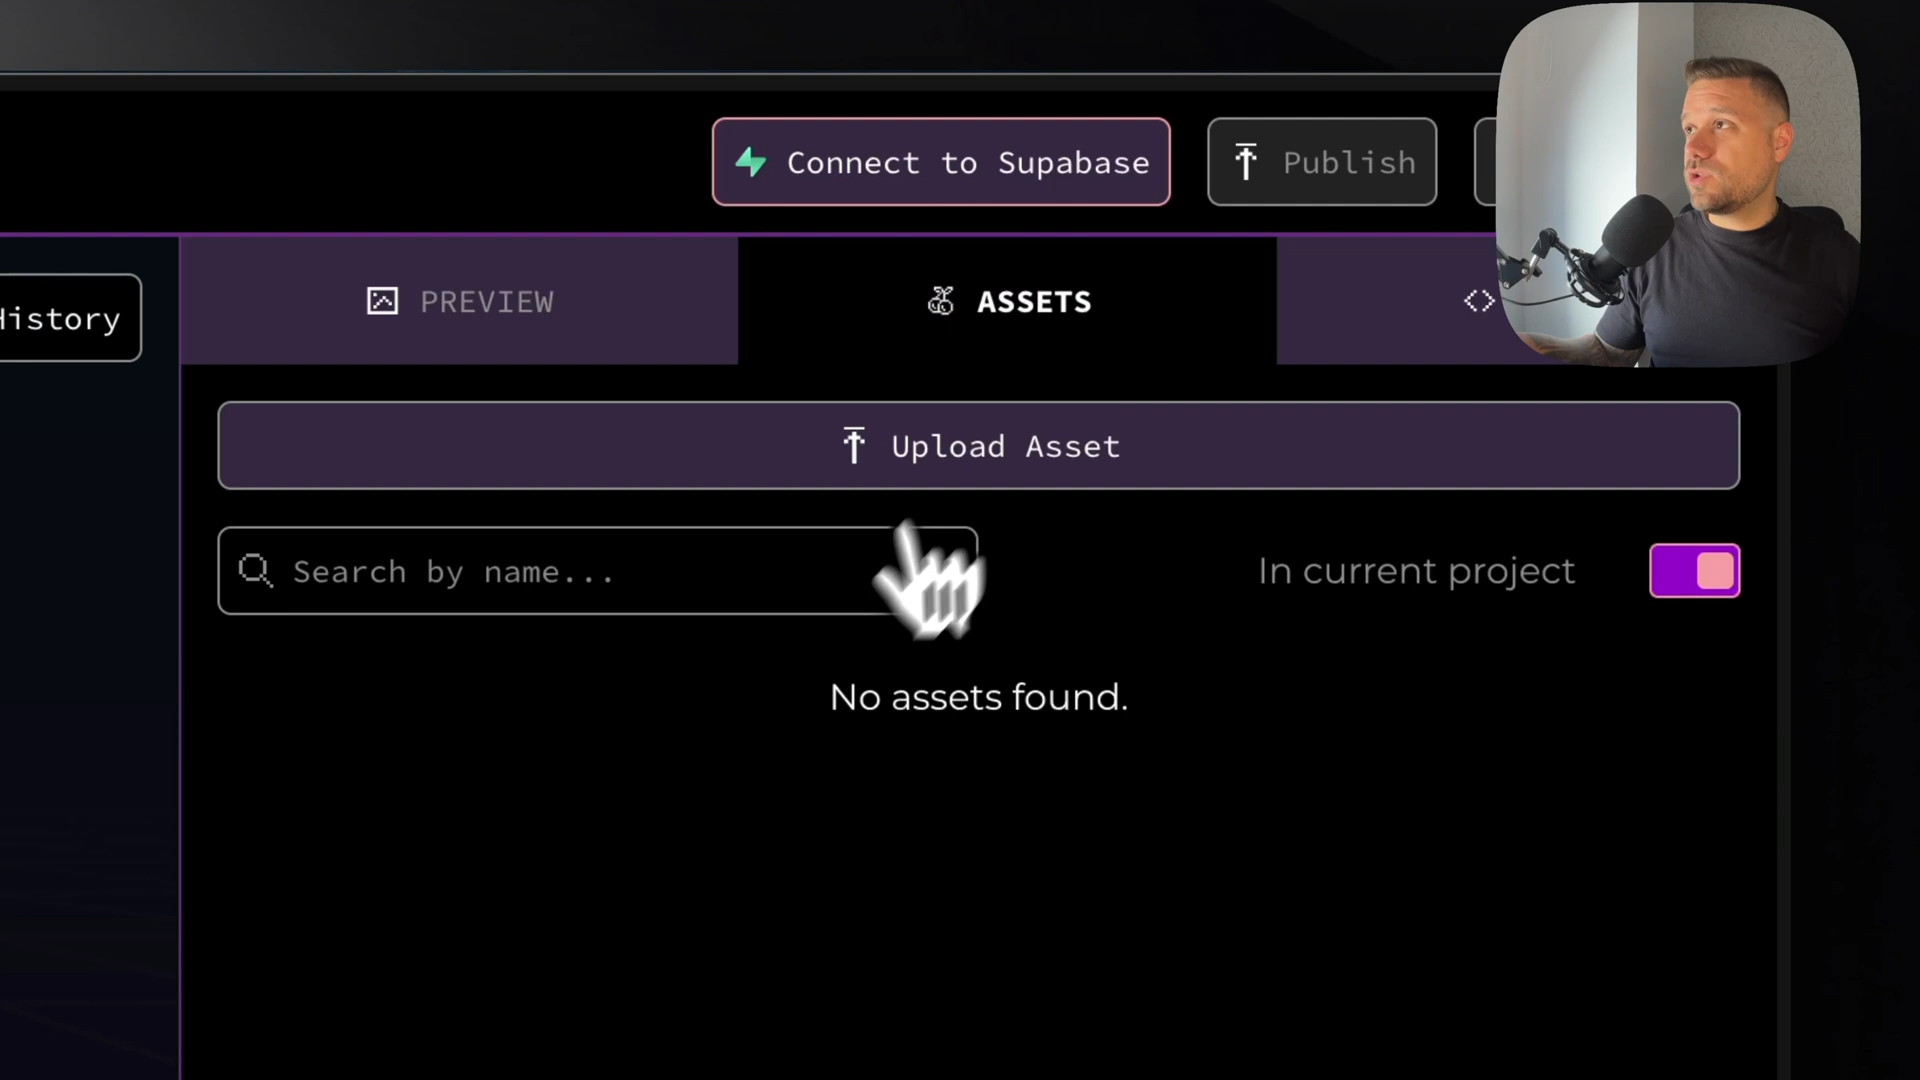 Connect to Supabase
Publish
History
PREVIEW
ASSETS
Upload Asset
Search by name...
In current project
No assets found.